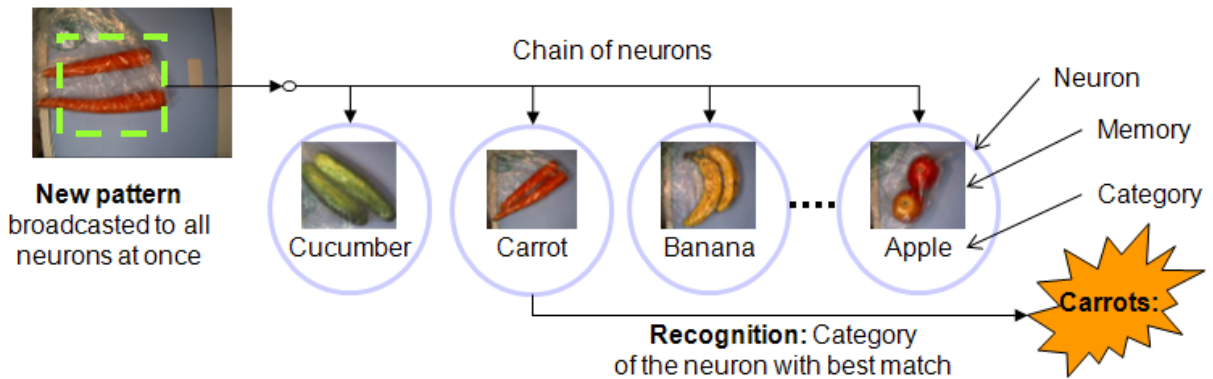 Chain of neurons
Neuron
Memory
Category
New pattern
broadcasted to all
neurons at once
Cucumber
Carrot
Banana
Apple
Carrots:
Recognition: Category
of the neuron with best match